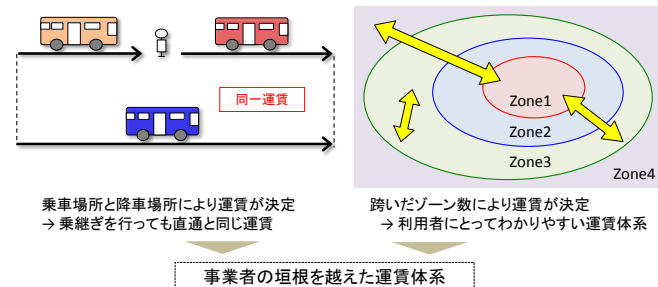 同一運賃
Zone1
Zone2
Zone3
Zone4
乗車場所と降車場所により運賃が決定
→ 乗継ぎを行っても直通と同じ運賃
跨いだゾーン数により運賃が決定
→ 利用者にとってわかりやすい運賃体系
事業者の垣根を越えた運賃体系